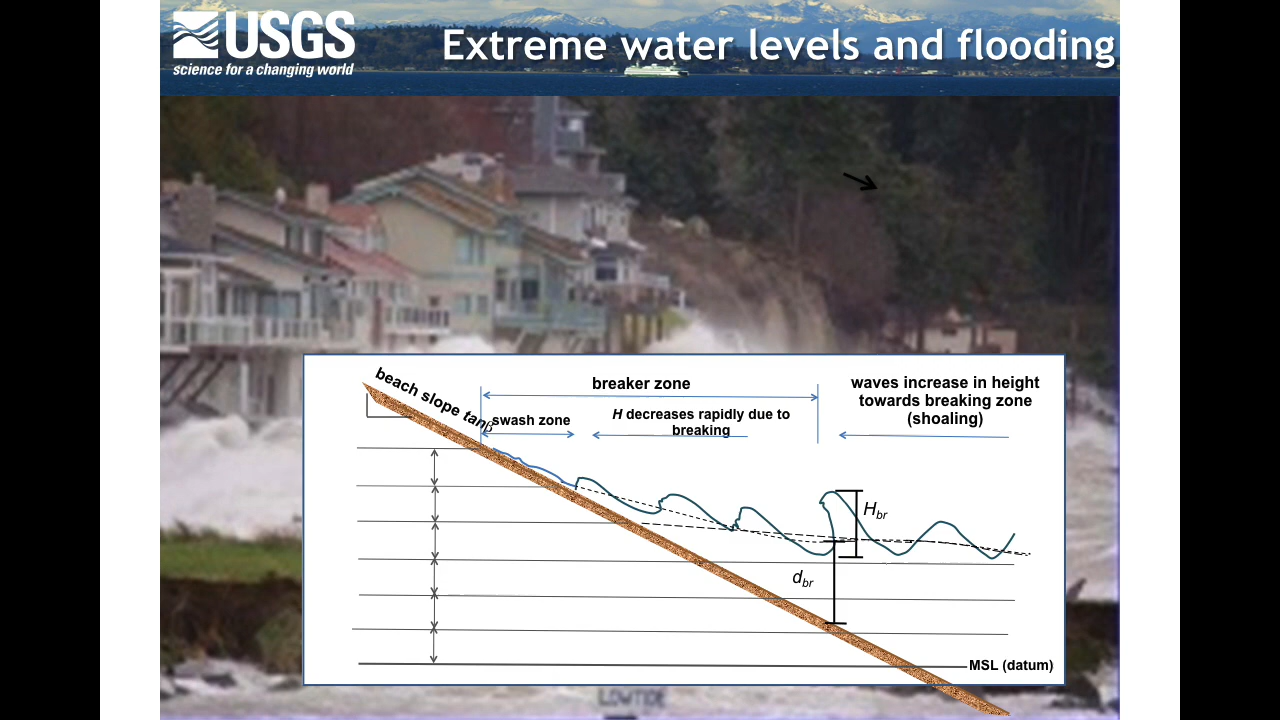 USGS
science for a changing world
Extreme water levels and flooding
beach slope tanβ
breaker zone
swash zone
H decreases rapidly due to
breaking
waves increase in height
towards breaking zone
(shoaling)
Hbr
dbr
MSL (datum)
LOWTIDE